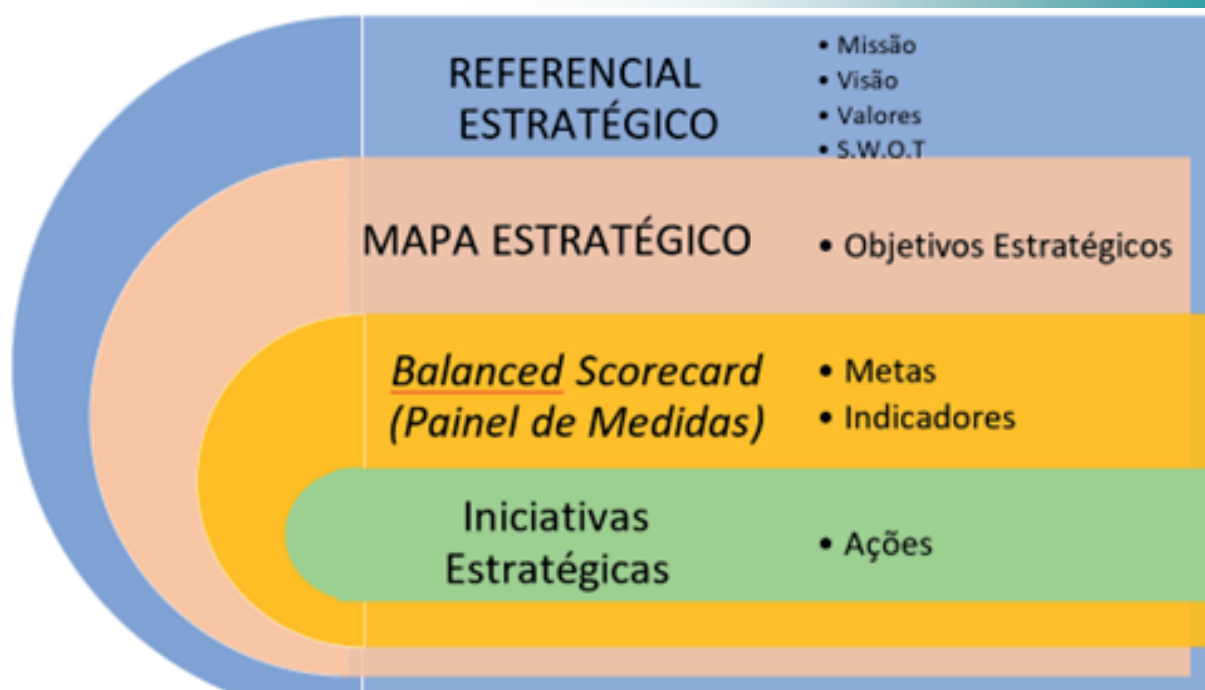 REFERENCIAL
ESTRATÉGICO
• Missão
• Visão
• Valores
• S.W.O.T
MAPA ESTRATÉGICO
• Objetivos Estratégicos
Balanced Scorecard
(Painel de Medidas)
• Metas
• Indicadores
Iniciativas
Estratégicas
• Ações